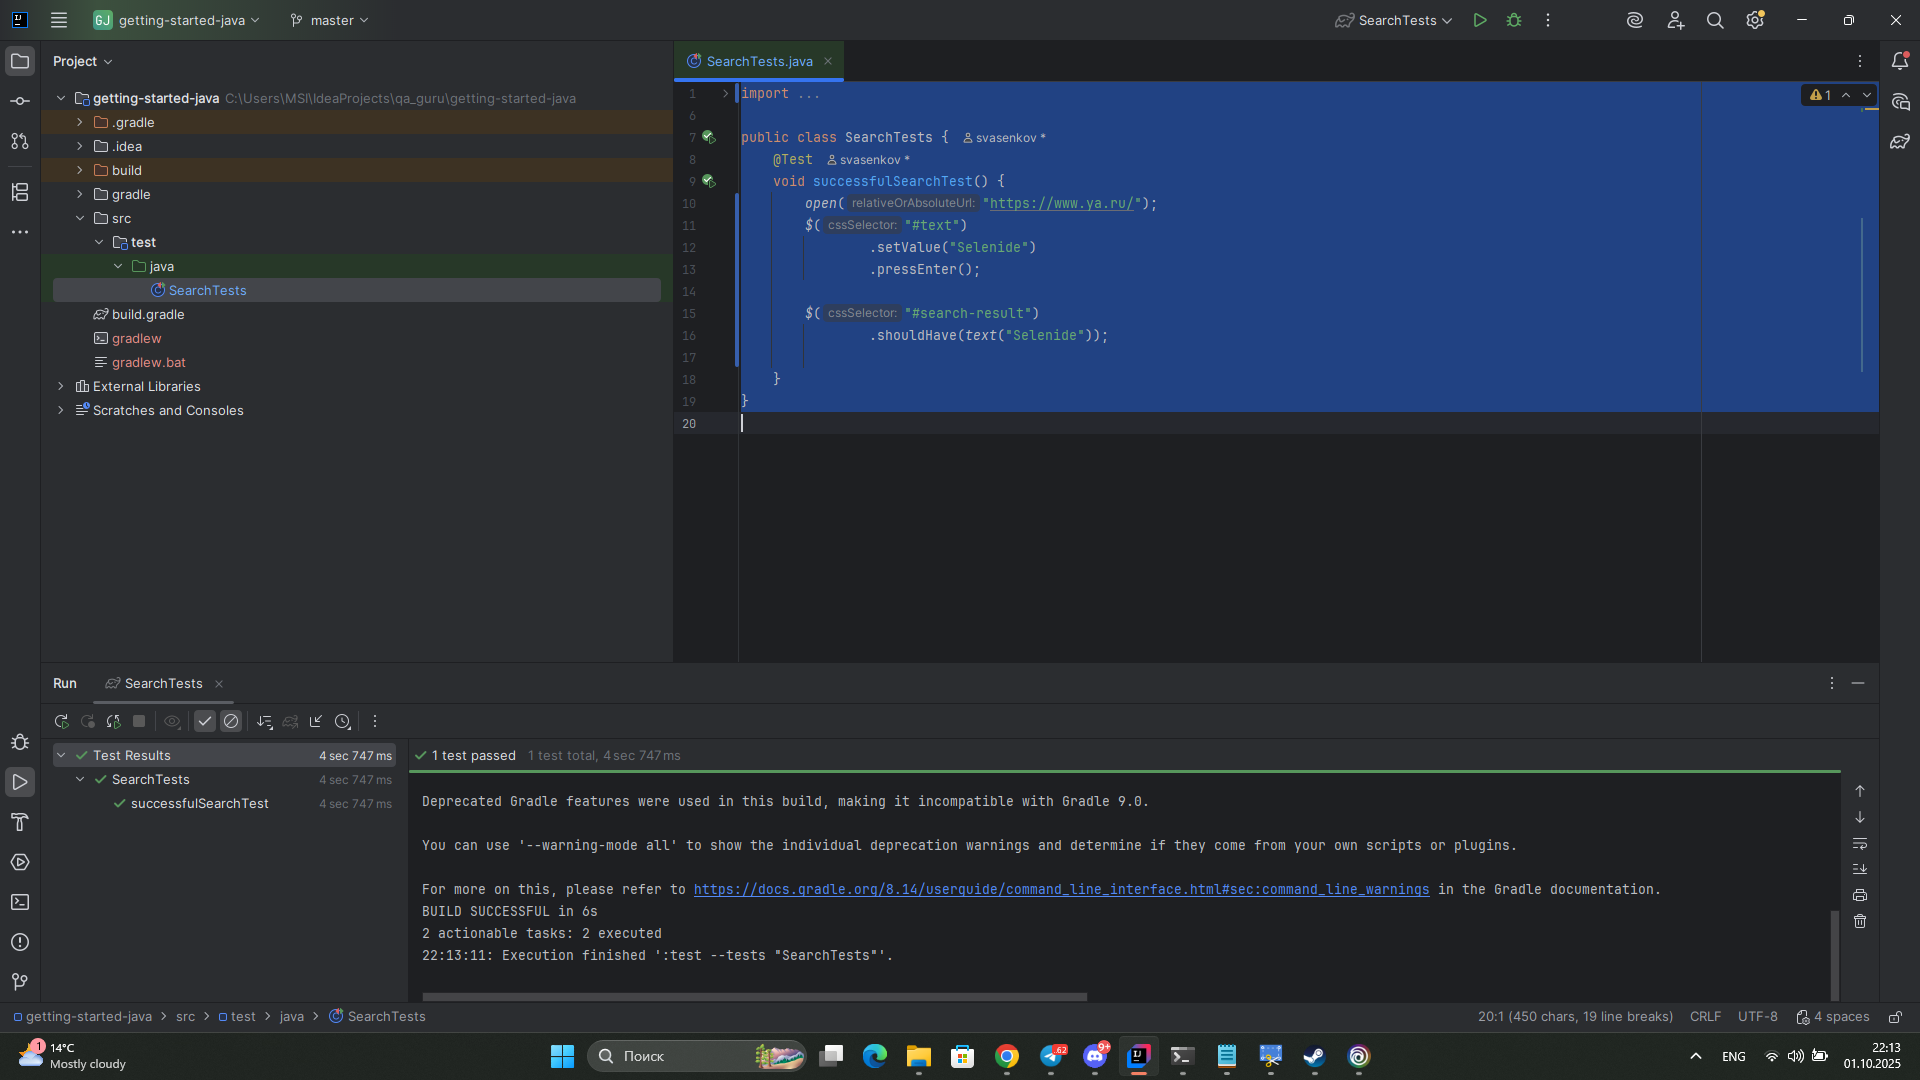 GJ getting-started-java master SearchTests
Project
SearchTests.java
getting-started-java C:\Users\MSI\IdeaProjects\qa_guru\getting-started-java
.gradle
.idea
build
gradle
src
test
java
SearchTests
build.gradle
gradlew
gradlew.bat
External Libraries
Scratches and Consoles
1 import ...
1
6
7 public class SearchTests { svasenkov *
8 @Test svasenkov *
9 void successfulSearchTest() {
10 open( relativeOrAbsoluteUrl: "https://www.ya.ru/");
11 $( cssSelector: "#text")
12 .setValue("Selenide")
13 .pressEnter();
14
15 $( cssSelector: "#search-result")
16 .shouldHave(text("Selenide"));
17
18 }
19 }
20
Run SearchTests
Test Results 4 sec 747 ms
SearchTests 4 sec 747 ms
successfulSearchTest 4 sec 747 ms
1 test passed 1 test total, 4 sec 747 ms
Deprecated Gradle features were used in this build, making it incompatible with Gradle 9.0.
You can use '--warning-mode all' to show the individual deprecation warnings and determine if they come from your own scripts or plugins.
For more on this, please refer to https://docs.gradle.org/8.14/userguide/command_line_interface.html#sec:command_line_warnings in the Gradle documentation.
BUILD SUCCESSFUL in 6s
2 actionable tasks: 2 executed
22:13:11: Execution finished ':test --tests "SearchTests"'.
getting-started-java src test java SearchTests
20:1 (450 chars, 19 line breaks) CRLF UTF-8 4 spaces
1
14°C
Mostly cloudy
Поиск
62
9+
IJ
ENG
22:13
01.10.2025